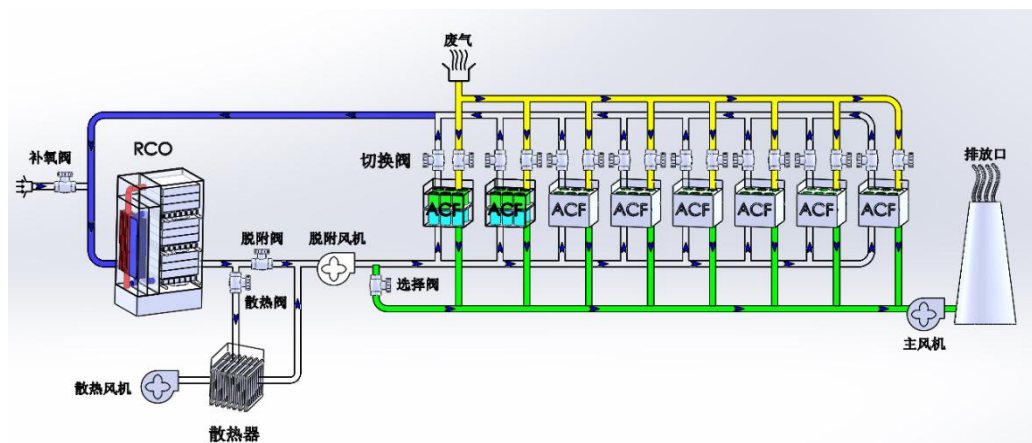 废气
补氧阀
RCO
切换阀
排放口
ACF
ACF
ACF
ACF
ACF
ACF
ACF
ACF
脱附阀
脱附风机
散热阀
选择阀
主风机
散热风机
散热器